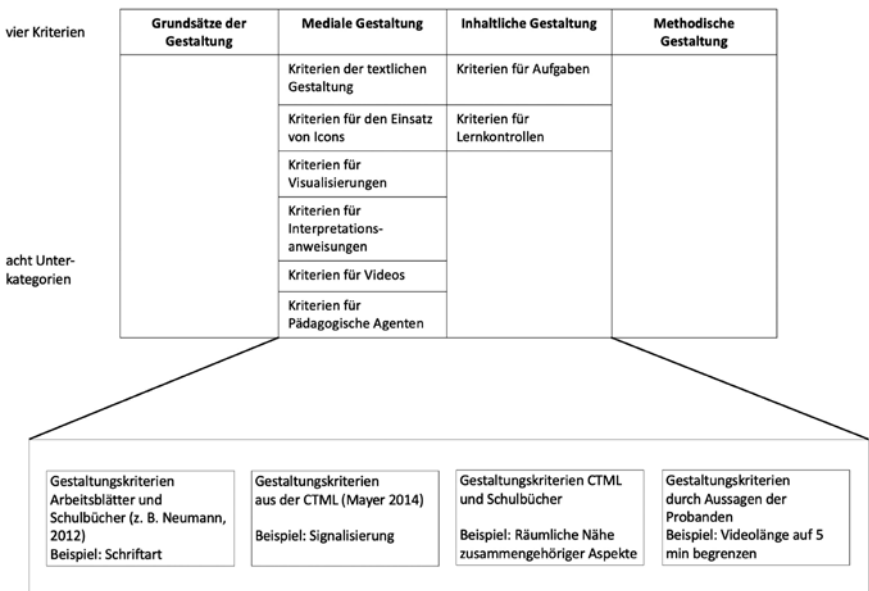 vier Kriterien
Grundsätze der
Gestaltung
Mediale Gestaltung
Inhaltliche Gestaltung
Methodische
Gestaltung
Kriterien der textlichen
Gestaltung
Kriterien für Aufgaben
Kriterien für den Einsatz
von Icons
Kriterien für
Lernkontrollen
Kriterien für
Visualisierungen
Kriterien für
Interpretations-
anweisungen
acht Unter-
kategorien
Kriterien für Videos
Kriterien für
Pädagogische Agenten
Gestaltungskriterien
Arbeitsblätter und
Schulbücher (z. B. Neumann,
2012)
Beispiel: Schriftart
Gestaltungskriterien
aus der CTML (Mayer 2014)
Beispiel: Signalisierung
Gestaltungskriterien CTML
und Schulbücher
Beispiel: Räumliche Nähe
zusammengehöriger Aspekte
Gestaltungskriterien
durch Aussagen der
Probanden
Beispiel: Videolänge auf 5
min begrenzen